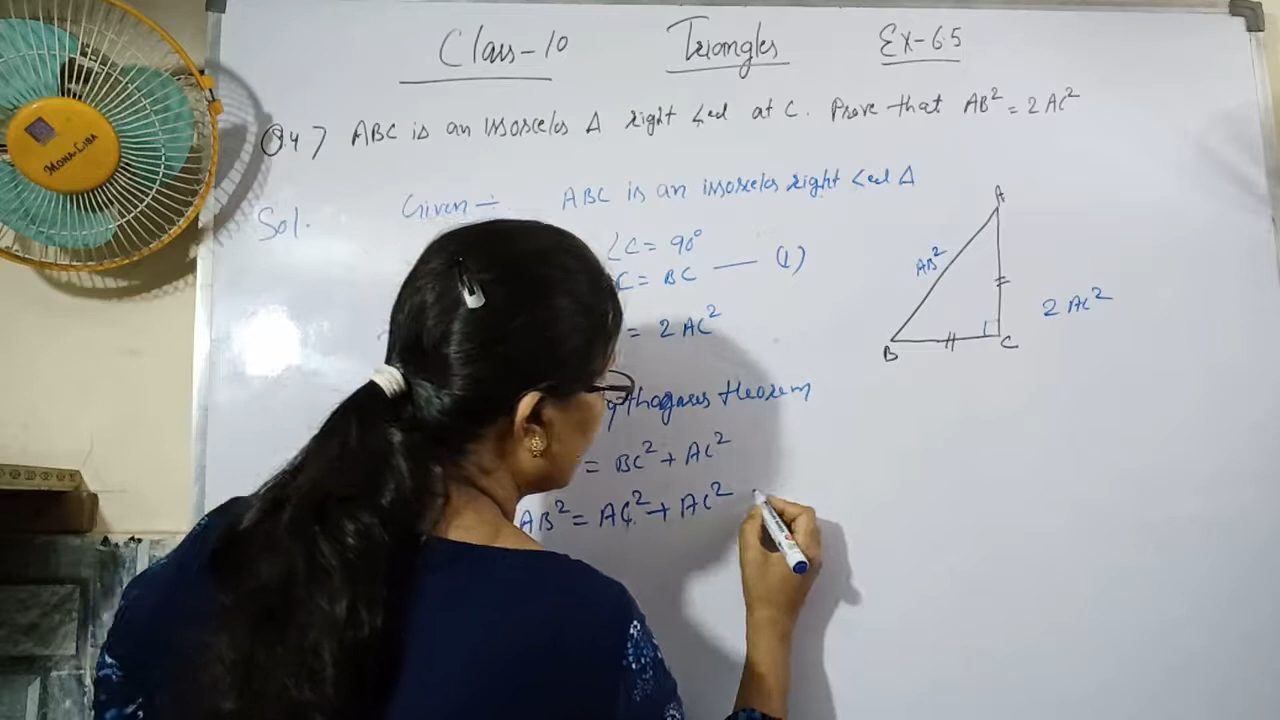 Class-10 Triangles Ex-6.5
Q.4> ABC is an isosceles Δ right ∠ed at C. Prove that AB² = 2AC²
Sol. Given ÷ ABC is an isosceles right ∠ed Δ
∠C = 90°
C = BC — (1)
= 2AC²
thagores theorem
= BC² + AC²
AB² = AC² + AC²
A
AB²
2AC²
B
C
MONA-LISA